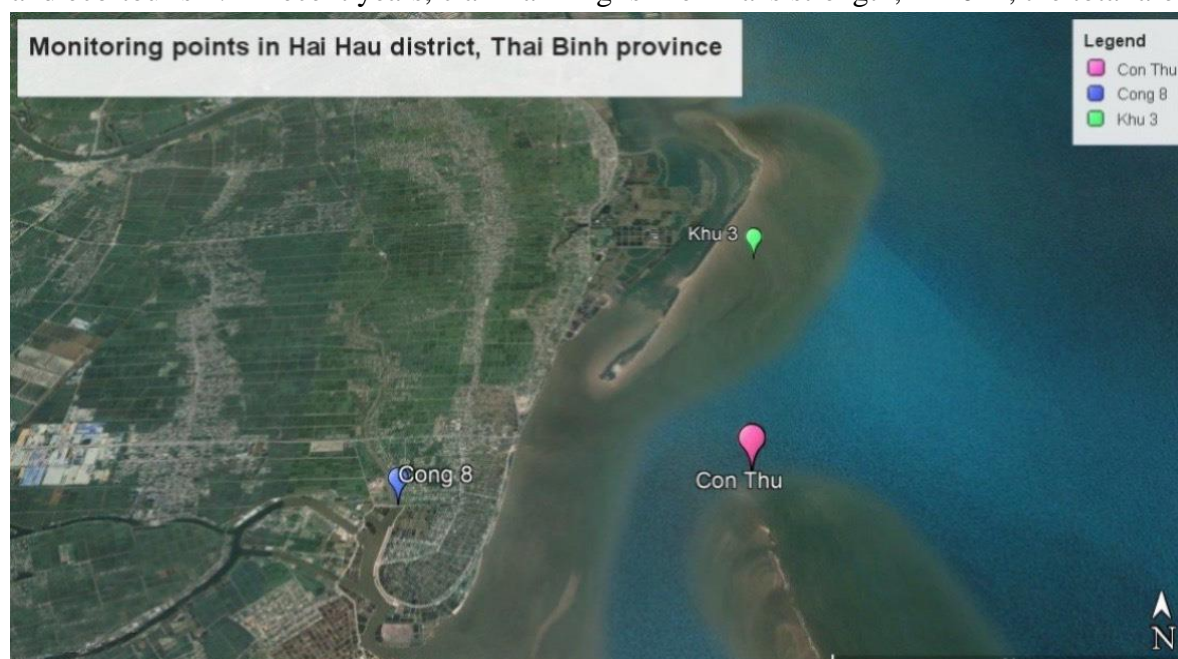 Monitoring points in Hai Hau district, Thai Binh province
Legend
Con Thu
Cong 8
Khu 3
Khu 3
Con Thu
Cong 8
N